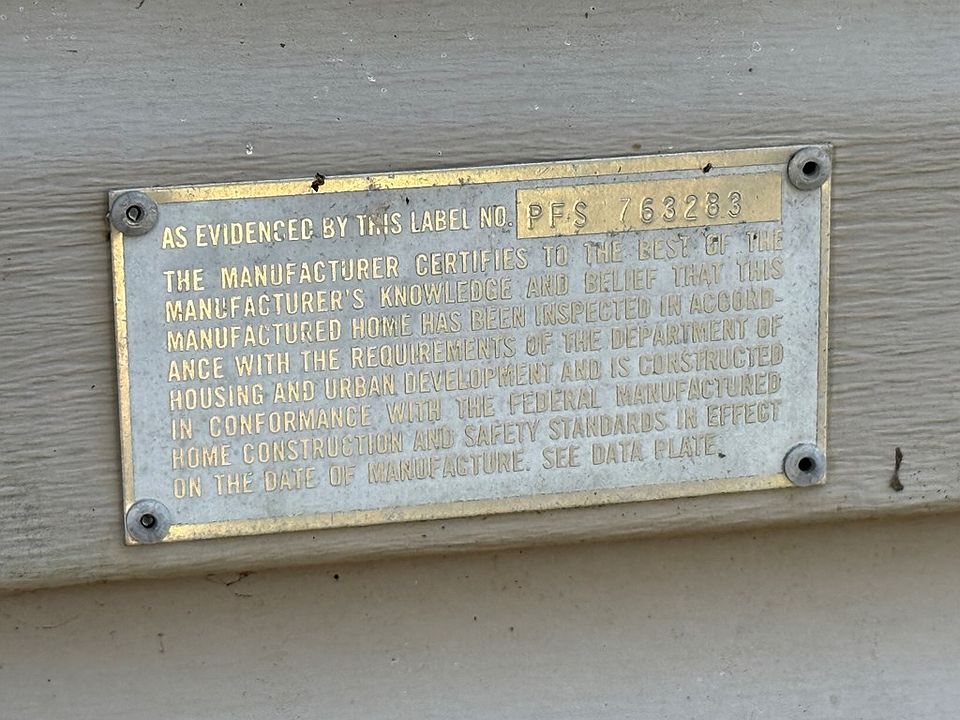 AS EVIDENCED BY THIS LABEL NO. PFS 763283
THE MANUFACTURER CERTIFIES TO THE BEST OF THE
MANUFACTURER'S KNOWLEDGE AND BELIEF THAT THIS
MANUFACTURED HOME HAS BEEN INSPECTED IN ACCORD-
ANCE WITH THE REQUIREMENTS OF THE DEPARTMENT OF
HOUSING AND URBAN DEVELOPMENT AND IS CONSTRUCTED
IN CONFORMANCE WITH THE FEDERAL MANUFACTURED
HOME CONSTRUCTION AND SAFETY STANDARDS IN EFFECT
ON THE DATE OF MANUFACTURE. SEE DATA PLATE.